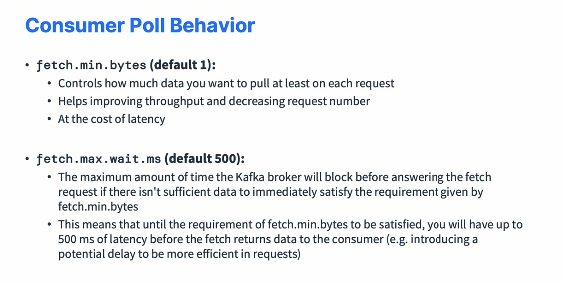 Consumer Poll Behavior
• fetch.min.bytes (default 1):
• Controls how much data you want to pull at least on each request
• Helps improving throughput and decreasing request number
• At the cost of latency
• fetch.max.wait.ms (default 500):
• The maximum amount of time the Kafka broker will block before answering the fetch
request if there isn't sufficient data to immediately satisfy the requirement given by
fetch.min.bytes
• This means that until the requirement of fetch.min.bytes to be satisfied, you will have up to
500 ms of latency before the fetch returns data to the consumer (e.g. introducing a
potential delay to be more efficient in requests)